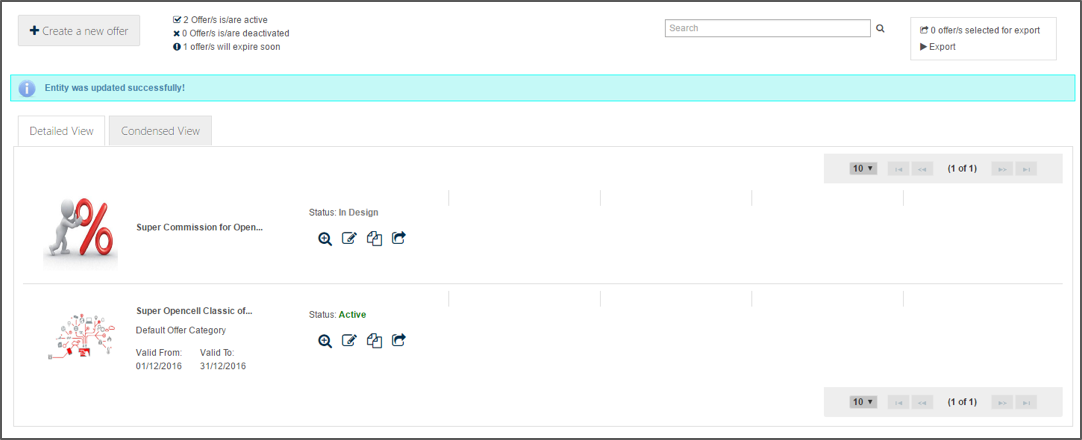 Create a new offer
2 Offer/s is/are active
0 Offer/s is/are deactivated
1 offer/s will expire soon
Search
0 offer/s selected for export
Export
Entity was updated successfully!
Detailed View
Condensed View
10
(1 of 1)
Super Commission for Open...
Status: In Design
Super Opencell Classic of...
Default Offer Category
Valid From: Valid To:
01/12/2016 31/12/2016
Status: Active
10
(1 of 1)